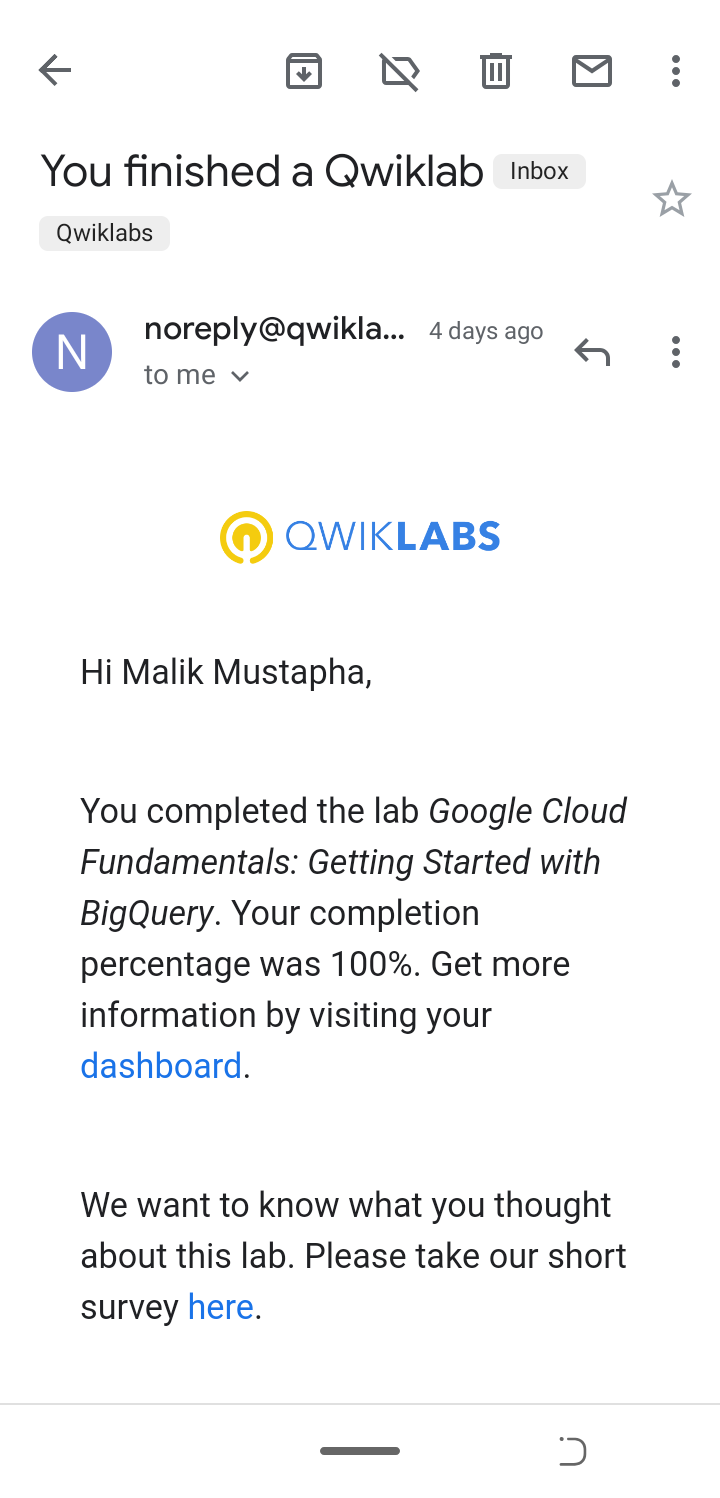 You finished a Qwiklab Inbox
Qwiklabs
N
noreply@qwikla... 4 days ago
to me
QWIKLABS
Hi Malik Mustapha,
You completed the lab Google Cloud
Fundamentals: Getting Started with
BigQuery. Your completion
percentage was 100%. Get more
information by visiting your
dashboard.
We want to know what you thought
about this lab. Please take our short
survey here.